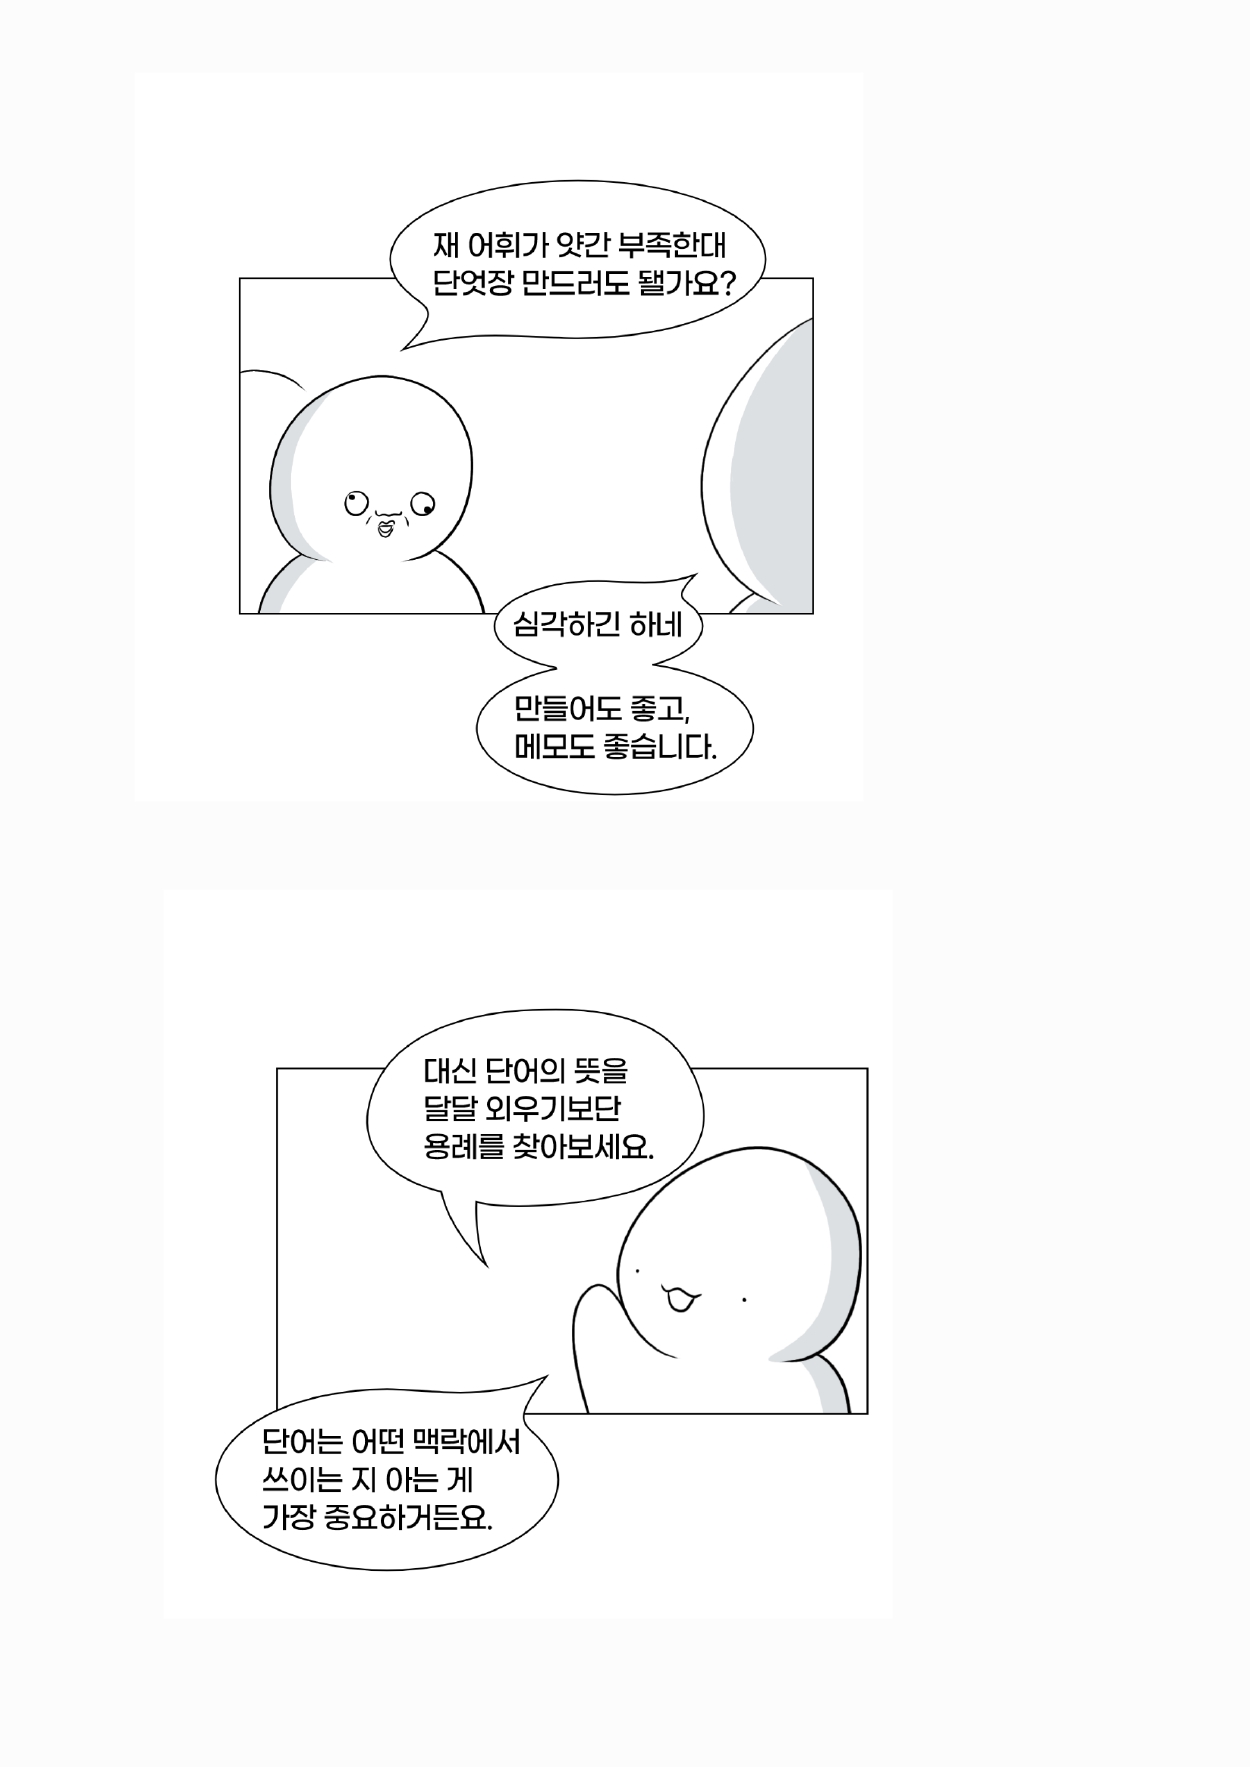 재 어휘가 얏간 부족한대
단엇장 만드러도 됄가요?
심각하긴 하네
만들어도 좋고,
메모도 좋습니다.
대신 단어의 뜻을
달달 외우기보단
용례를 찾아보세요.
단어는 어떤 맥락에서
쓰이는 지 아는 게
가장 중요하거든요.